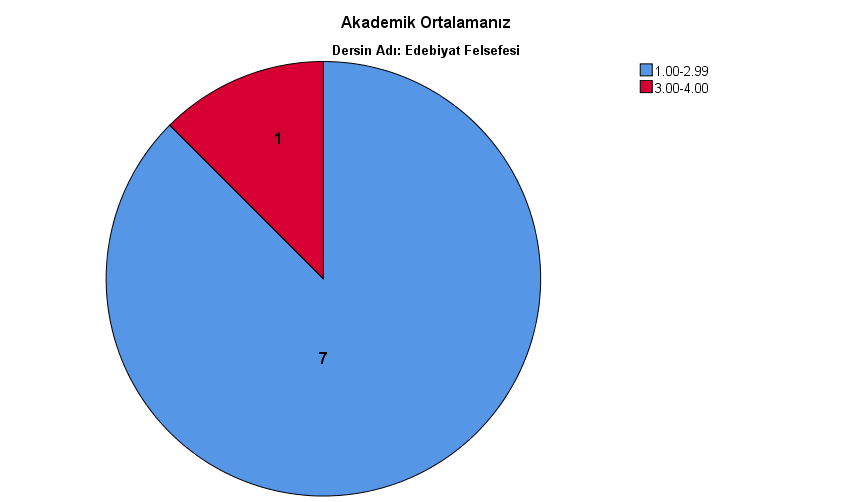 Akademik Ortalamanız
Dersin Adı: Edebiyat Felsefesi
1.00-2.99
3.00-4.00
1
7